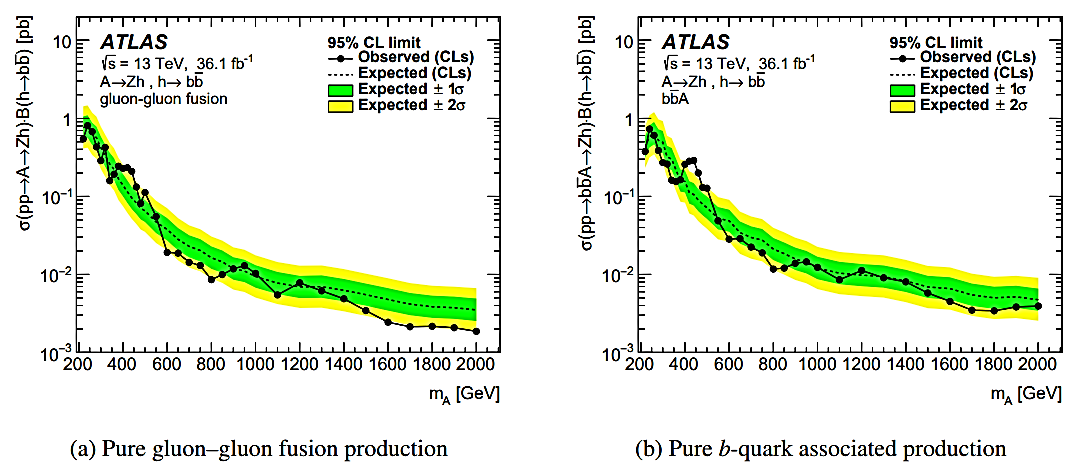 σ(pp→A→Zh)·B(h→bb̄) [pb]
10
1
10⁻¹
10⁻²
10⁻³
ATLAS
√s = 13 TeV, 36.1 fb⁻¹
A→Zh , h→ bb̄
gluon-gluon fusion
95% CL limit
Observed (CLs)
Expected (CLs)
Expected ± 1σ
Expected ± 2σ
200 400 600 800 1000 1200 1400 1600 1800 2000
m_A [GeV]
(a) Pure gluon–gluon fusion production
σ(pp→bb̄A→Zh)·B(h→bb̄) [pb]
10
1
10⁻¹
10⁻²
10⁻³
ATLAS
√s = 13 TeV, 36.1 fb⁻¹
A→Zh , h→ bb̄
bb̄A
95% CL limit
Observed (CLs)
Expected (CLs)
Expected ± 1σ
Expected ± 2σ
200 400 600 800 1000 1200 1400 1600 1800 2000
m_A [GeV]
(b) Pure b-quark associated production